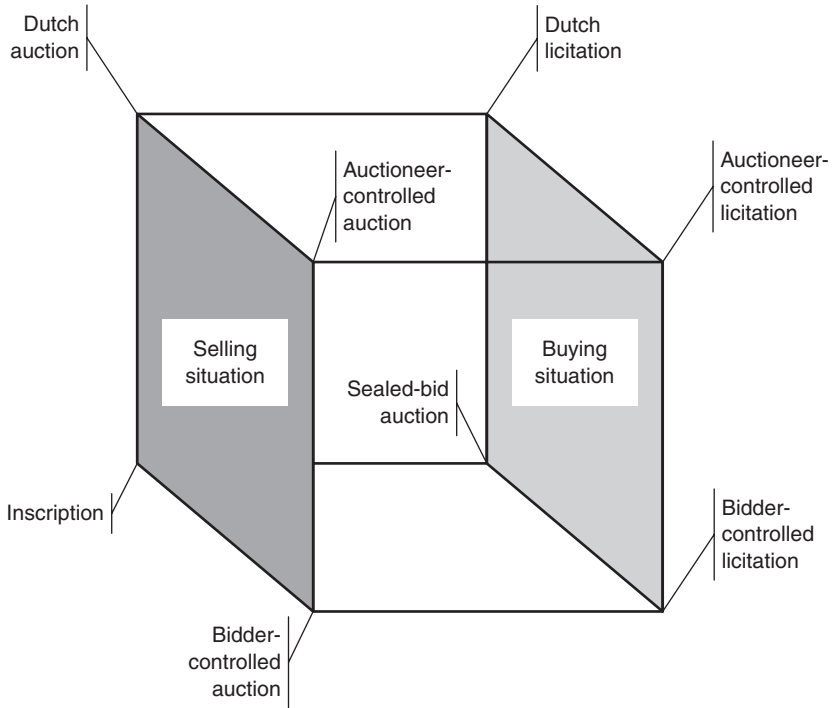 Dutch
auction
Dutch
licitation
Auctioneer-
controlled
auction
Auctioneer-
controlled
licitation
Selling
situation
Buying
situation
Sealed-bid
auction
Inscription
Bidder-
controlled
licitation
Bidder-
controlled
auction